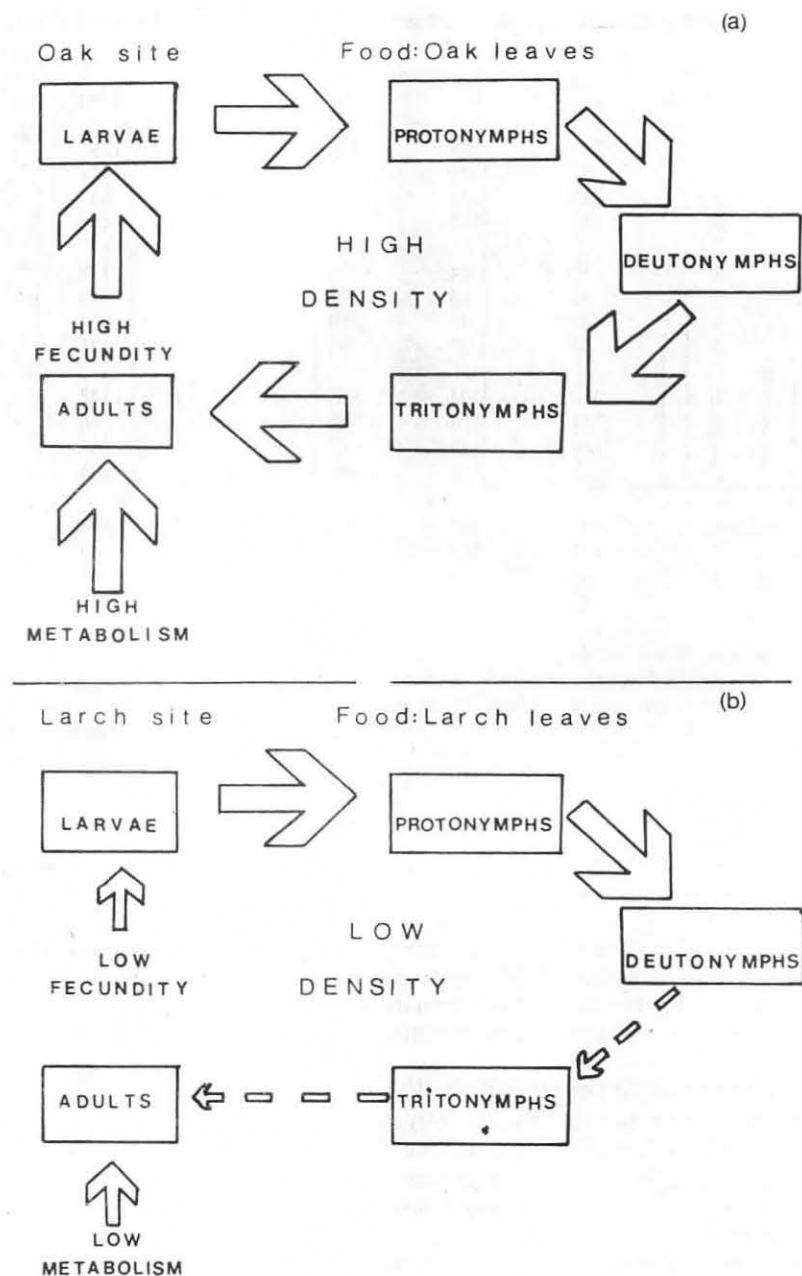 (a)
Oak site
Food:Oak leaves
LARVAE
PROTONYMPHS
DEUTONYMPHS
HIGH
DENSITY
HIGH
FECUNDITY
ADULTS
TRITONYMPHS
HIGH
METABOLISM
(b)
Larch site
Food:Larch leaves
LARVAE
PROTONYMPHS
LOW
DENSITY
DEUTONYMPHS
LOW
FECUNDITY
ADULTS
TRITONYMPHS
LOW
METABOLISM